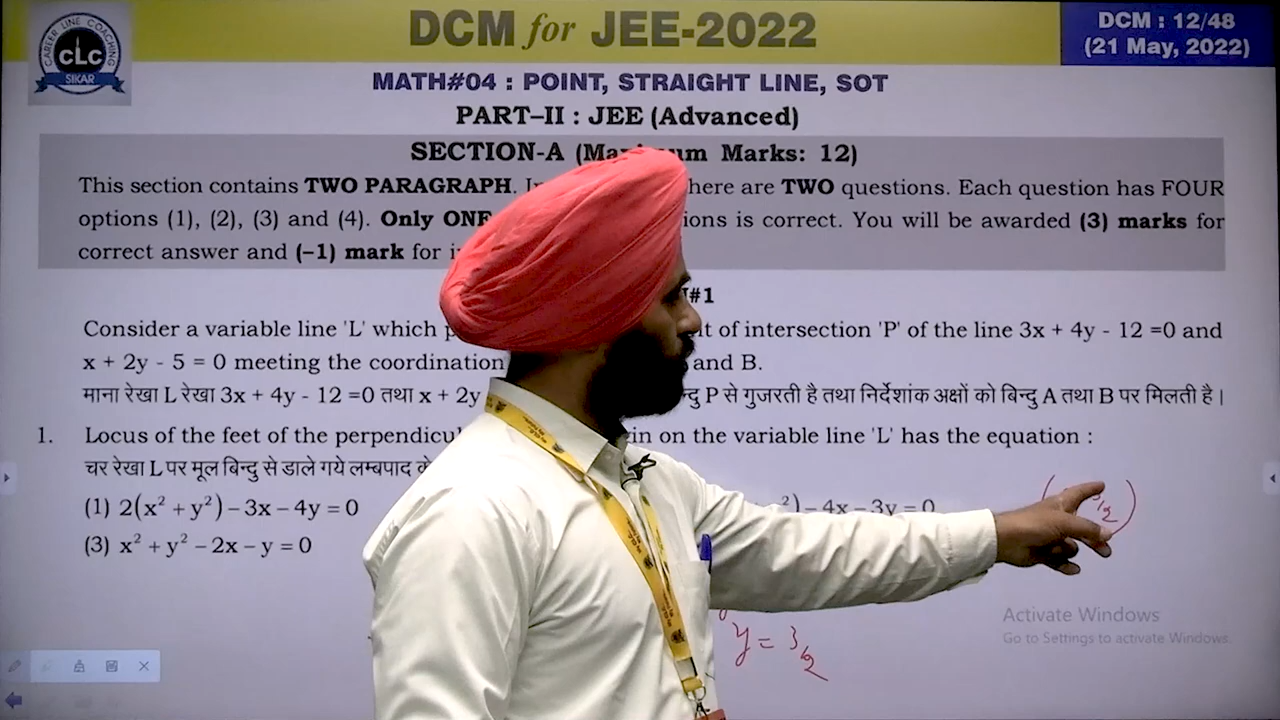 DCM for JEE-2022
DCM : 12/48
(21 May, 2022)
CAREER LINE COACHING
CLC
SIKAR
MATH#04 : POINT, STRAIGHT LINE, SOT
PART–II : JEE (Advanced)
SECTION-A Marks: 12)
This section contains TWO PARAGRAPH. here are TWO questions. Each question has FOUR
options (1), (2), (3) and (4). Only ONE is correct. You will be awarded (3) marks for
correct answer and (–1) mark for
#1
Consider a variable line 'L' which of intersection 'P' of the line 3x + 4y - 12 =0 and
x + 2y - 5 = 0 meeting the coordination and B.
माना रेखा L रेखा 3x + 4y - 12 =0 तथा x + 2y P से गुजरती है तथा निर्देशांक अक्षों को बिन्दु A तथा B पर मिलती है।
1. Locus of the feet of the on the variable line 'L' has the equation :
चर रेखा L पर मूल बिन्दु से डाले गये लम्बपाद के
(1) 2(x² + y²) – 3x – 4y = 0
²) – 4x – 3y = 0
(3) x² + y² – 2x – y = 0
y = 3/2
Activate Windows
Go to Settings to activate Windows.